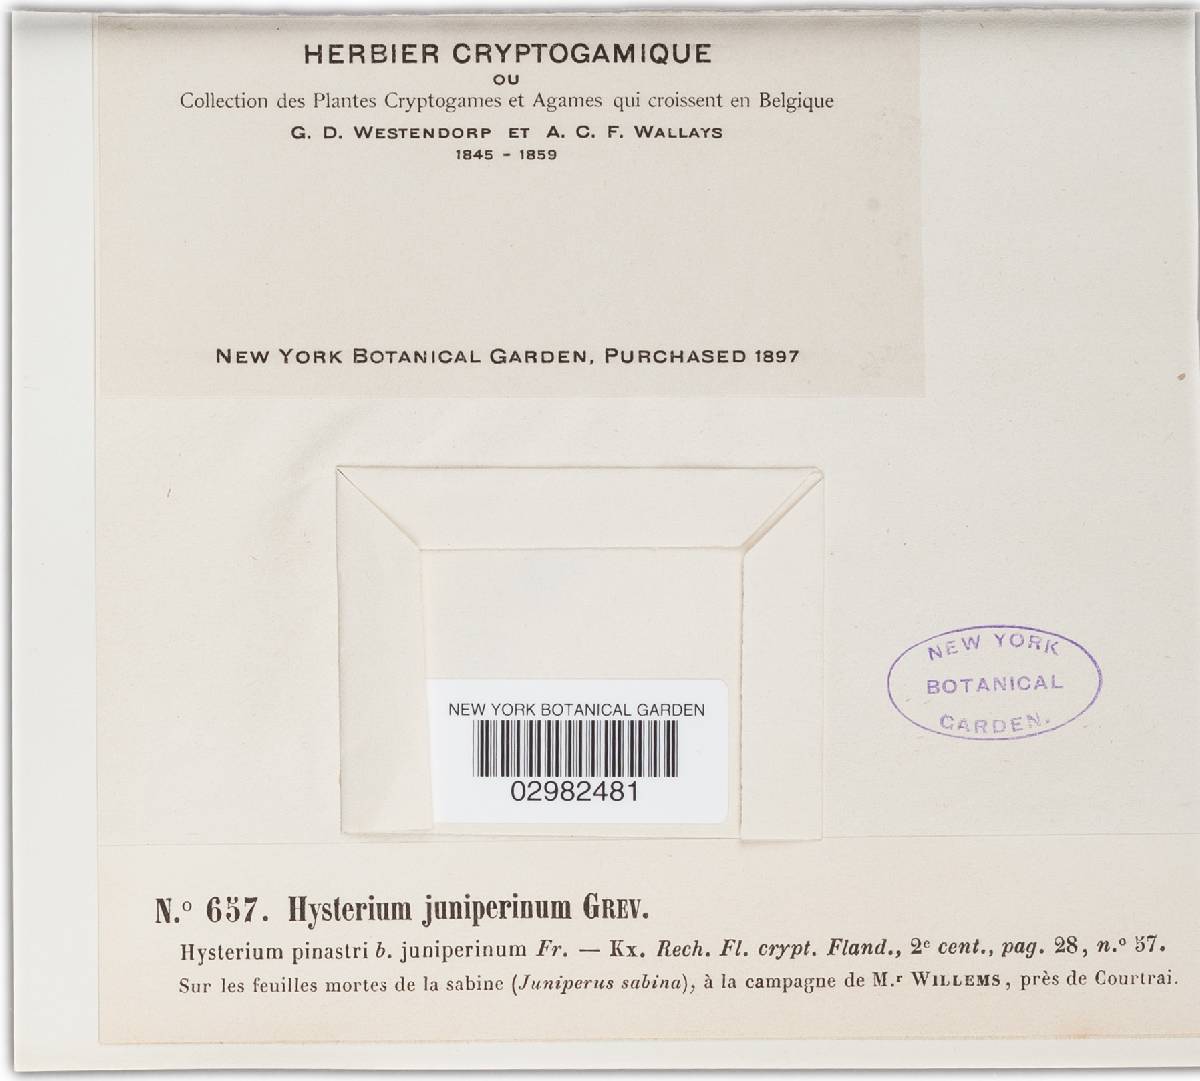 HERBIER CRYPTOGAMIQUE
OU
Collection des Plantes Cryptogames et Agames qui croissent en Belgique
G. D. WESTENDORP ET A. C. F. WALLAYS
1845 - 1859
NEW YORK BOTANICAL GARDEN, PURCHASED 1897
NEW YORK BOTANICAL GARDEN
02982481
NEW YORK
BOTANICAL
GARDEN.
N.º 657. Hysterium juniperinum GREV.
Hysterium pinastri b. juniperinum Fr. — Kx. Rech. Fl. crypt. Fland., 2e cent., pag. 28, n.º 57.
Sur les feuilles mortes de la sabine (Juniperus sabina), à la campagne de M.r WILLEMS, près de Courtrai.